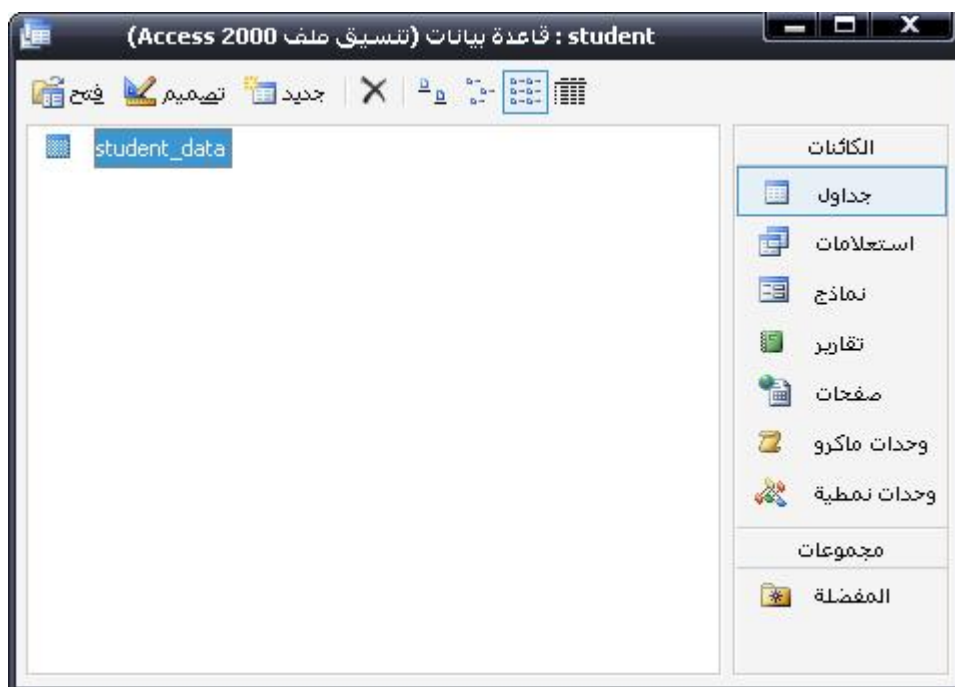 student : قاعدة بيانات (تنسيق ملف Access 2000)
فتح تصميم جديد
الكائنات
جداول
استعلامات
نماذج
تقارير
صفحات
وحدات ماكرو
وحدات نمطية
مجموعات
المفضلة
student_data